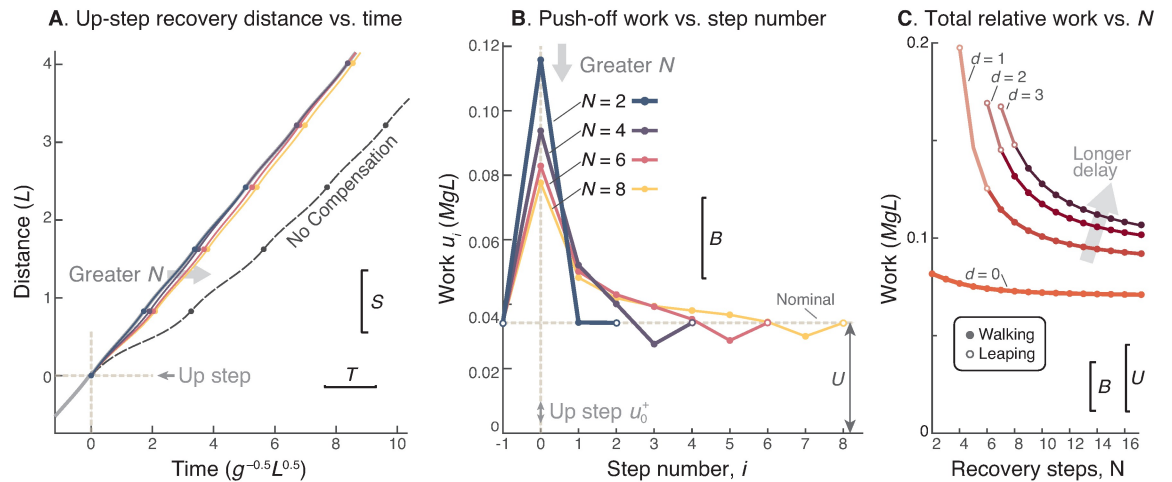 A. Up-step recovery distance vs. time
4
3
2
1
0
Distance (L)
Greater N
No Compensation
S
T
Up step
0
2
4
6
8
10
Time (g⁻⁰·⁵L⁰·⁵)
B. Push-off work vs. step number
0.12
0.10
0.08
0.06
0.04
0.02
0
Work uᵢ (MgL)
Greater N
N = 2
N = 4
N = 6
N = 8
B
Nominal
U
Up step u₀⁺
-1
0
1
2
3
4
5
6
7
8
Step number, i
C. Total relative work vs. N
0.2
0.1
0
Work (MgL)
d = 1
d = 2
d = 3
Longer
delay
d = 0
Walking
Leaping
B
U
2
4
6
8
10
12
14
16
Recovery steps, N